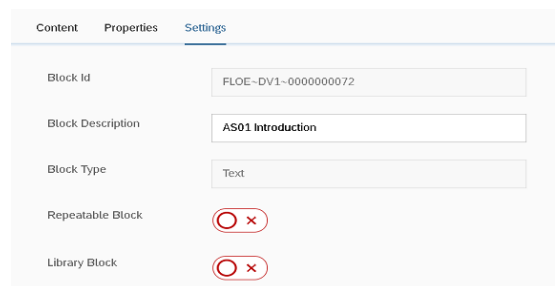 Content Properties Settings
Block Id FLOE~DV1~0000000072
Block Description AS01 Introduction
Block Type Text
Repeatable Block
Library Block